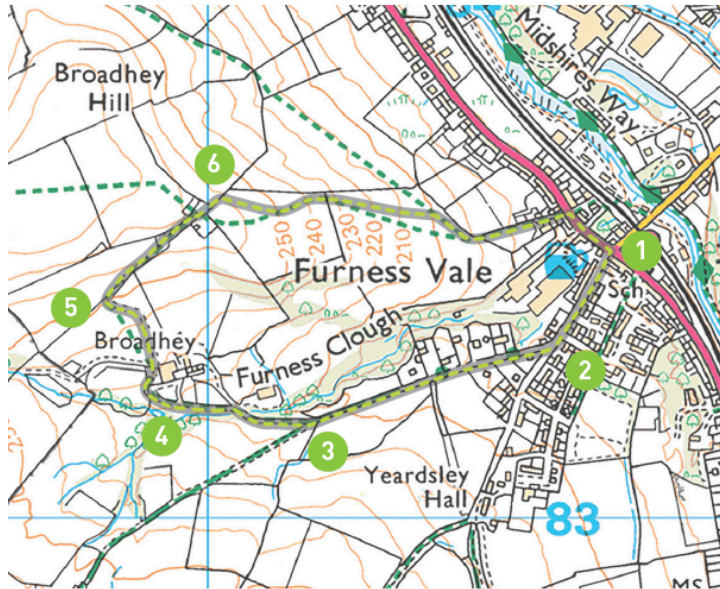 Broadhey
Hill
Midshires Way
6
250
240
230
220
210
1
Furness Vale
Sch
5
Broadhey
Furness Clough
2
4
3
Yeardsley
Hall
83
MS